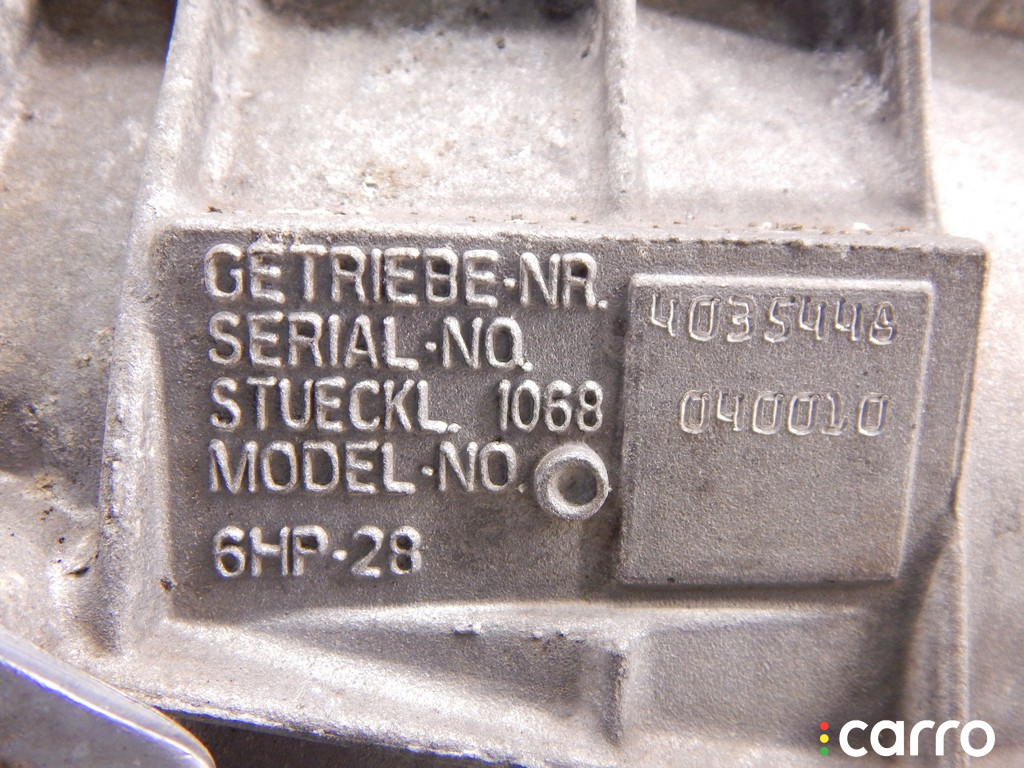 GETRIEBE-NR. 4035448
SERIAL-NO.
STUECKL. 1068 040010
MODEL-NO.
6HP-28
carro